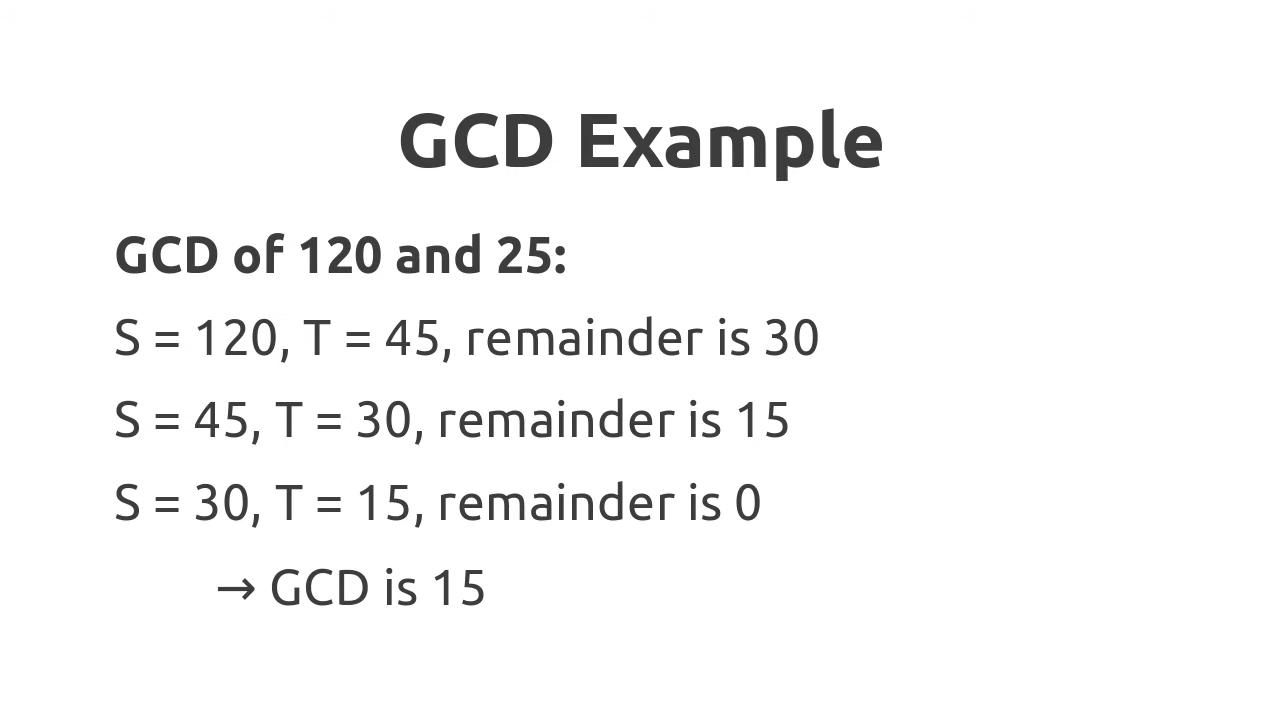 GCD Example
GCD of 120 and 25:
S = 120, T = 45, remainder is 30
S = 45, T = 30, remainder is 15
S = 30, T = 15, remainder is 0
→ GCD is 15